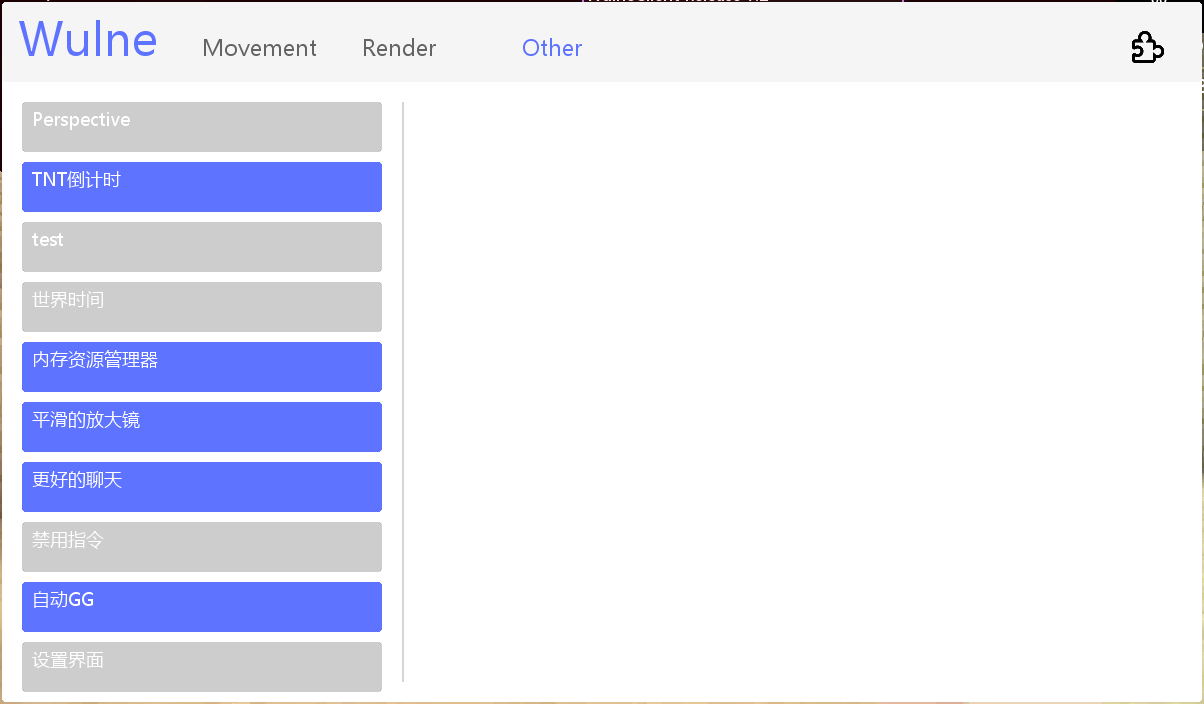 Wulne
Movement
Render
Other
Perspective
TNT倒计时
test
世界时间
内存资源管理器
平滑的放大镜
更好的聊天
禁用指令
自动GG
设置界面